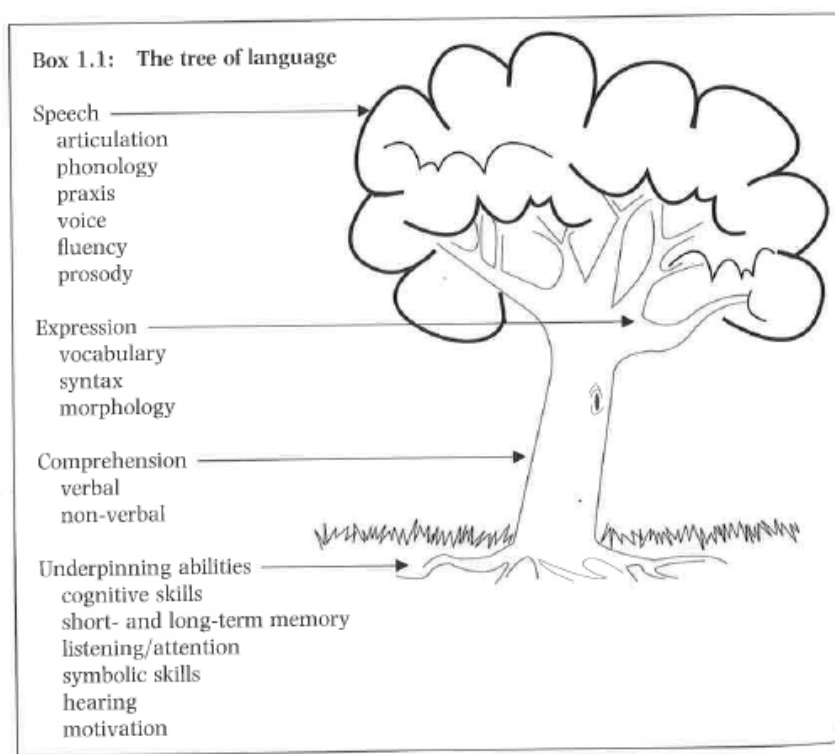 Box 1.1: The tree of language
Speech
articulation
phonology
praxis
voice
fluency
prosody
Expression
vocabulary
syntax
morphology
Comprehension
verbal
non-verbal
Underpinning abilities
cognitive skills
short- and long-term memory
listening/attention
symbolic skills
hearing
motivation